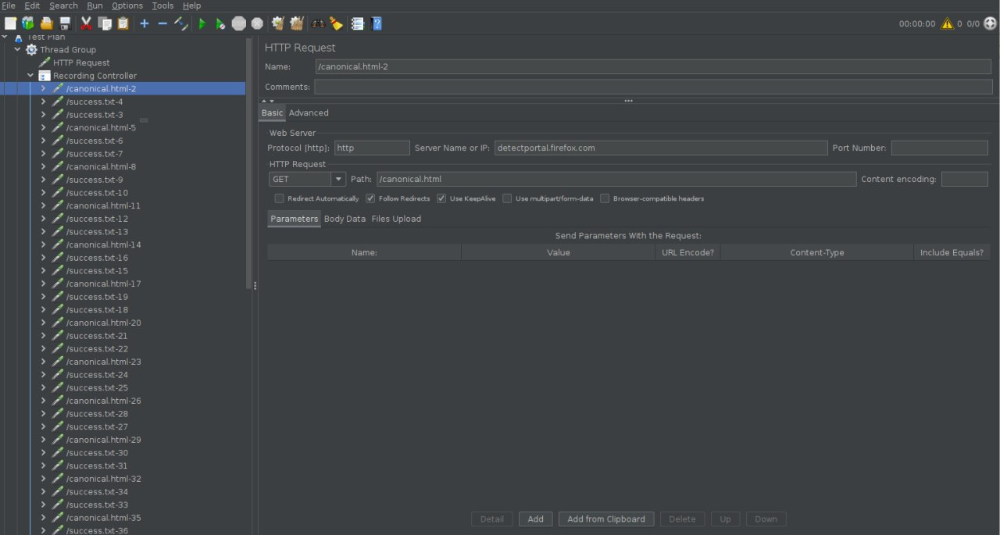 File Edit Search Run Options Tools Help
00:00:00 0 0/0
Test Plan
Thread Group
HTTP Request
Recording Controller
/canonical.html-2
/success.txt-4
/success.txt-3
/canonical.html-5
/success.txt-6
/success.txt-7
/canonical.html-8
/success.txt-9
/success.txt-10
/canonical.html-11
/success.txt-12
/success.txt-13
/canonical.html-14
/success.txt-16
/success.txt-15
/canonical.html-17
/success.txt-19
/success.txt-18
/canonical.html-20
/success.txt-21
/success.txt-22
/canonical.html-23
/success.txt-24
/success.txt-25
/canonical.html-26
/success.txt-28
/success.txt-27
/canonical.html-29
/success.txt-30
/success.txt-31
/canonical.html-32
/success.txt-34
/success.txt-33
/canonical.html-35
/success.txt-36
HTTP Request
Name: /canonical.html-2
Comments:
Basic Advanced
Web Server
Protocol [http]: http Server Name or IP: detectportal.firefox.com Port Number:
HTTP Request
GET Path: /canonical.html Content encoding:
Redirect Automatically Follow Redirects Use KeepAlive Use multipart/form-data Browser-compatible headers
Parameters Body Data Files Upload
Send Parameters With the Request:
Name: Value URL Encode? Content-Type Include Equals?
Detail Add Add from Clipboard Delete Up Down